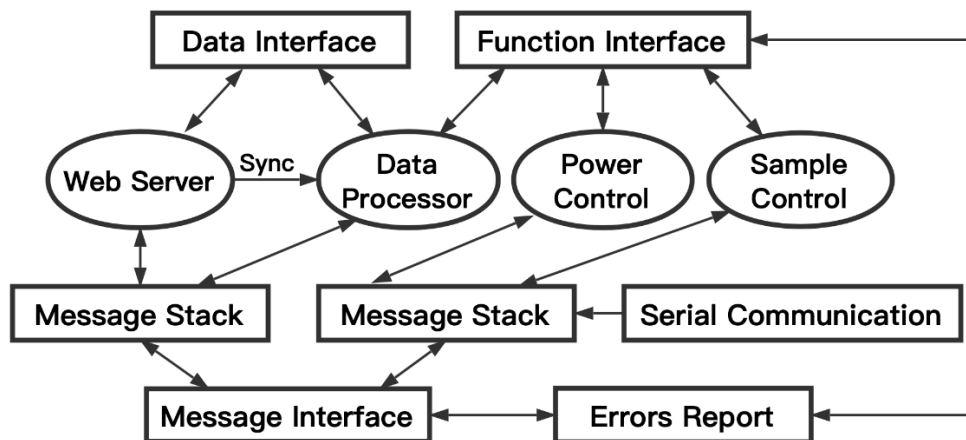 Data Interface
Function Interface
Web Server
Sync
Data
Processor
Power
Control
Sample
Control
Message Stack
Message Stack
Serial Communication
Message Interface
Errors Report